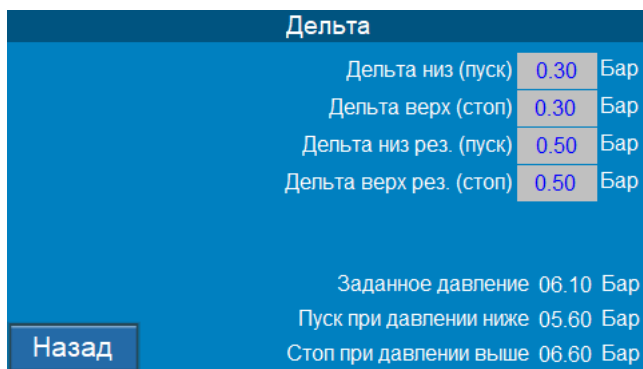 Дельта
Дельта низ (пуск) 0.30 Бар
Дельта верх (стоп) 0.30 Бар
Дельта низ рез. (пуск) 0.50 Бар
Дельта верх рез. (стоп) 0.50 Бар
Заданное давление 06.10 Бар
Пуск при давлении ниже 05.60 Бар
Стоп при давлении выше 06.60 Бар
Назад